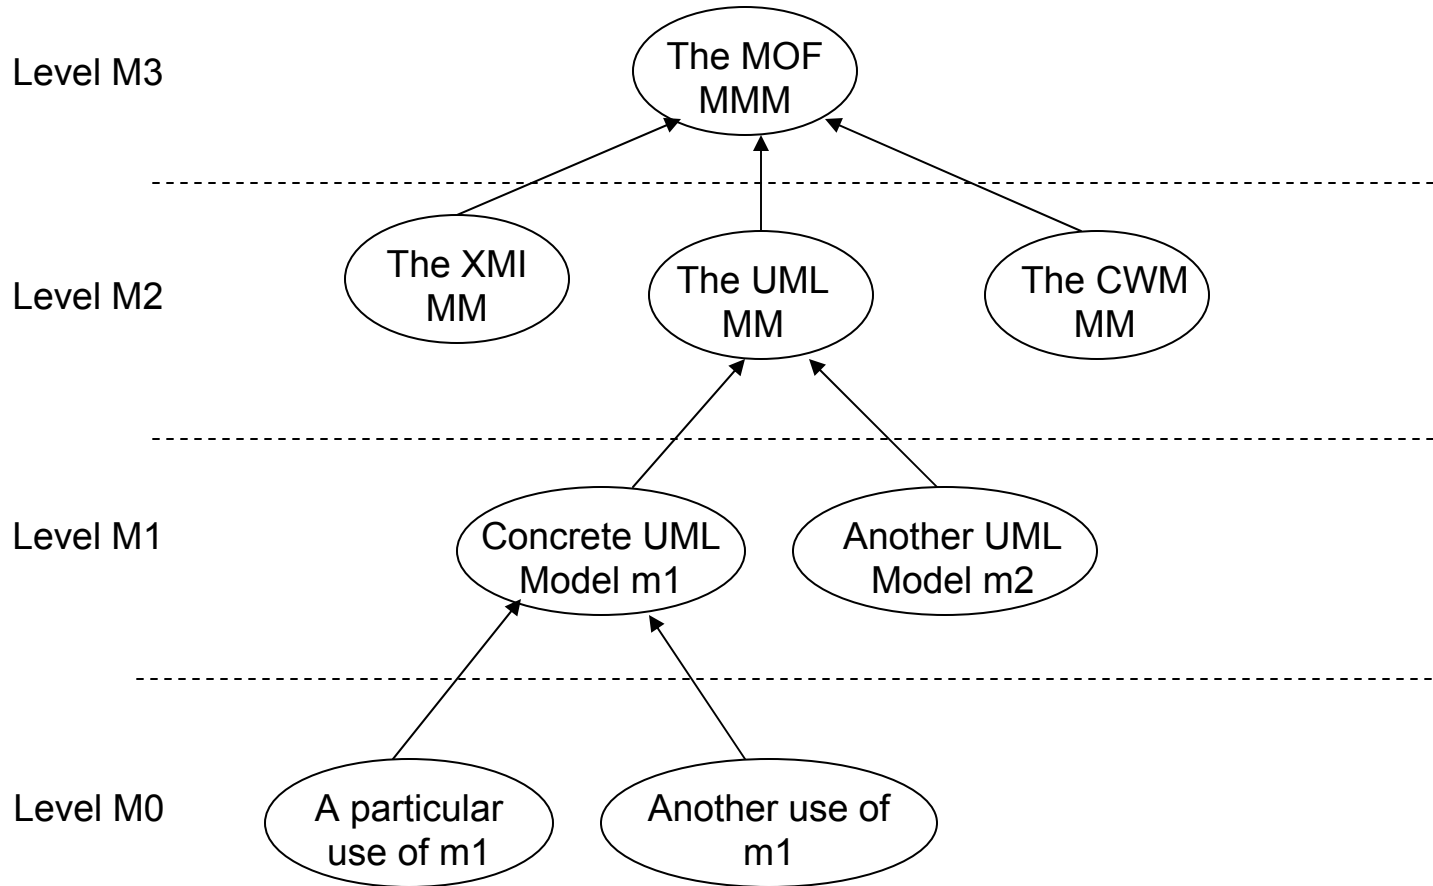 Level M3
The MOF
MMM
Level M2
The XMI
MM
The UML
MM
The CWM
MM
Level M1
Concrete UML
Model m1
Another UML
Model m2
Level M0
A particular
use of m1
Another use of
m1